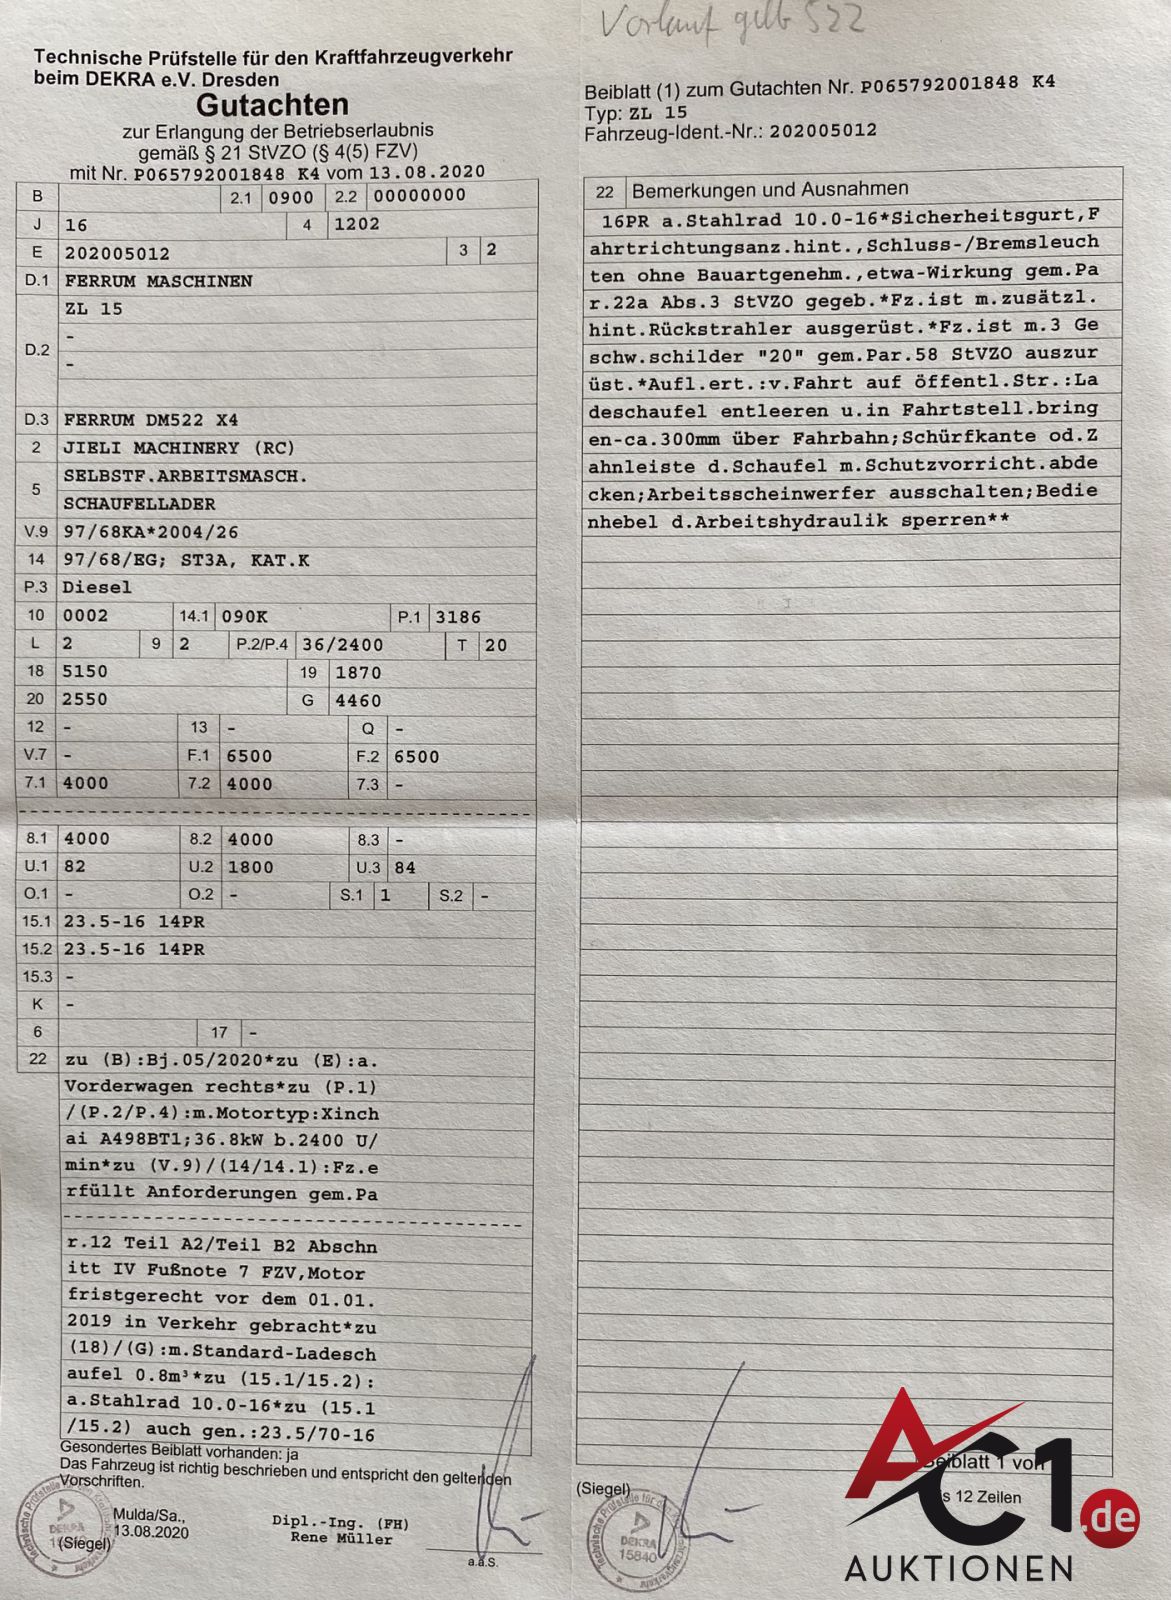 Vorlauf gelb 522
Technische Prüfstelle für den Kraftfahrzeugverkehr
beim DEKRA e.V. Dresden
Gutachten
zur Erlangung der Betriebserlaubnis
gemäß § 21 StVZO (§ 4(5) FZV)
mit Nr. P065792001848 K4 vom 13.08.2020
B 2.1 0900 2.2 00000000
J 16 4 1202
E 202005012 3 2
D.1 FERRUM MASCHINEN
ZL 15
-
D.2
-
D.3 FERRUM DM522 X4
2 JIELI MACHINERY (RC)
5 SELBSTF.ARBEITSMASCH.
SCHAUFELLADER
V.9 97/68KA*2004/26
14 97/68/EG; ST3A, KAT.K
P.3 Diesel
10 0002 14.1 090K P.1 3186
L 2 9 2 P.2/P.4 36/2400 T 20
18 5150 19 1870
20 2550 G 4460
12 - 13 - Q -
V.7 - F.1 6500 F.2 6500
7.1 4000 7.2 4000 7.3 -
8.1 4000 8.2 4000 8.3 -
U.1 82 U.2 1800 U.3 84
O.1 - O.2 - S.1 1 S.2 -
15.1 23.5-16 14PR
15.2 23.5-16 14PR
15.3 -
K -
6 17 -
22 zu (B):Bj.05/2020*zu (E):a.
Vorderwagen rechts*zu (P.1)
/(P.2/P.4):m.Motortyp:Xinch
ai A498BT1;36.8kW b.2400 U/
min*zu (V.9)/(14/14.1):Fz.e
rfüllt Anforderungen gem.Pa
r.12 Teil A2/Teil B2 Abschn
itt IV Fußnote 7 FZV,Motor
fristgerecht vor dem 01.01.
2019 in Verkehr gebracht*zu
(18)/(G):m.Standard-Ladesch
aufel 0.8m³*zu (15.1/15.2):
a.Stahlrad 10.0-16*zu (15.1
/15.2) auch gen.:23.5/70-16
Gesondertes Beiblatt vorhanden: ja
Das Fahrzeug ist richtig beschrieben und entspricht den geltenden
Vorschriften.
Mulda/Sa.,
13.08.2020
(Siegel)
Dipl.-Ing. (FH)
Rene Müller
a.a.S.
Beiblatt (1) zum Gutachten Nr. P065792001848 K4
Typ: ZL 15
Fahrzeug-Ident.-Nr.: 202005012
22 Bemerkungen und Ausnahmen
16PR a.Stahlrad 10.0-16*Sicherheitsgurt,F
ahrtrichtungsanz.hint.,Schluss-/Bremsleuch
ten ohne Bauartgenehm.,etwa-Wirkung gem.Pa
r.22a Abs.3 StVZO gegeb.*Fz.ist m.zusätzl.
hint.Rückstrahler ausgerüst.*Fz.ist m.3 Ge
schw.schilder "20" gem.Par.58 StVZO auszur
üst.*Aufl.ert.:v.Fahrt auf öffentl.Str.:La
deschaufel entleeren u.in Fahrtstell.bring
en-ca.300mm über Fahrbahn;Schürfkante od.Z
ahnleiste d.Schaufel m.Schutzvorricht.abde
cken;Arbeitsscheinwerfer ausschalten;Bedie
nhebel d.Arbeitshydraulik sperren**
Beiblatt 1 von
(Siegel)
12 Zeilen
DEKRA
15840
AC1.de
AUKTIONEN